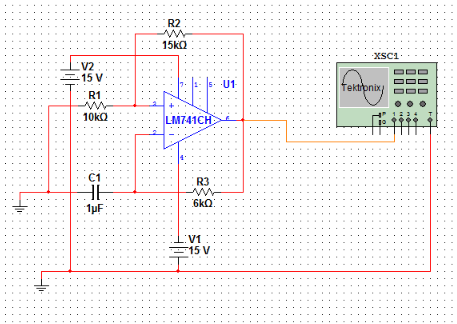 R2
15kΩ
XSC1
V2
15 V
7 1 5
U1
Tektronix
R1
10kΩ
3
LM741CH
6
P
G
1 2 3 4 T
2
4
C1
1µF
R3
6kΩ
V1
15 V